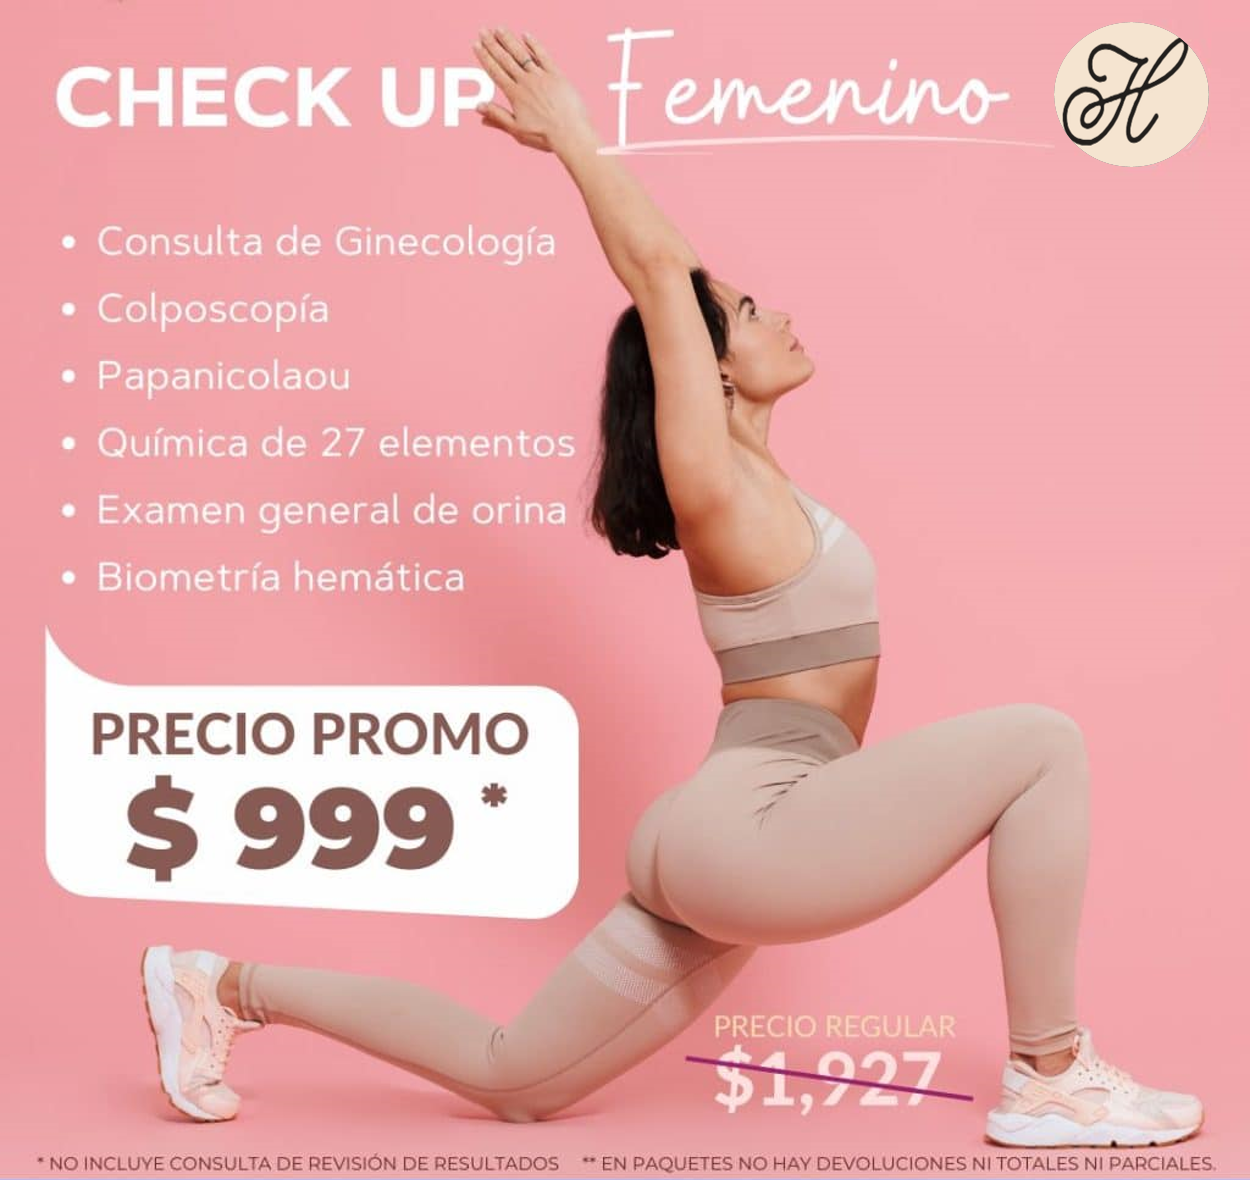 CHECK UP Femenino
H
• Consulta de Ginecología
• Colposcopía
• Papanicolaou
• Química de 27 elementos
• Examen general de orina
• Biometría hemática
PRECIO PROMO
$ 999 *
PRECIO REGULAR
$1,927
* NO INCLUYE CONSULTA DE REVISIÓN DE RESULTADOS ** EN PAQUETES NO HAY DEVOLUCIONES NI TOTALES NI PARCIALES.